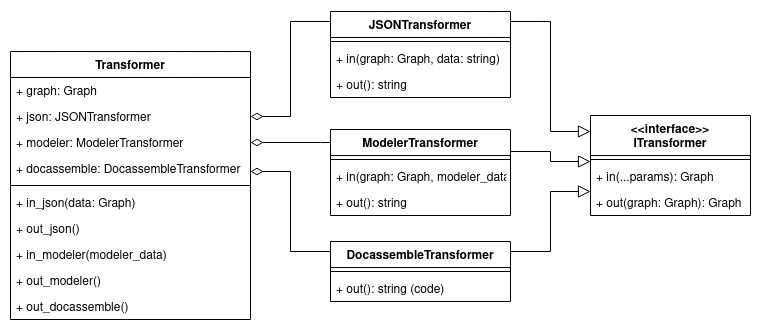 Transformer
+ graph: Graph
+ json: JSONTransformer
+ modeler: ModelerTransformer
+ docassemble: DocassembleTransformer
+ in_json(data: Graph)
+ out_json()
+ in_modeler(modeler_data)
+ out_modeler()
+ out_docassemble()
JSONTransformer
+ in(graph: Graph, data: string)
+ out(): string
ModelerTransformer
+ in(graph: Graph, modeler_data
+ out(): string
DocassembleTransformer
+ out(): string (code)
<<interface>>
ITransformer
+ in(...params): Graph
+ out(graph: Graph): Graph